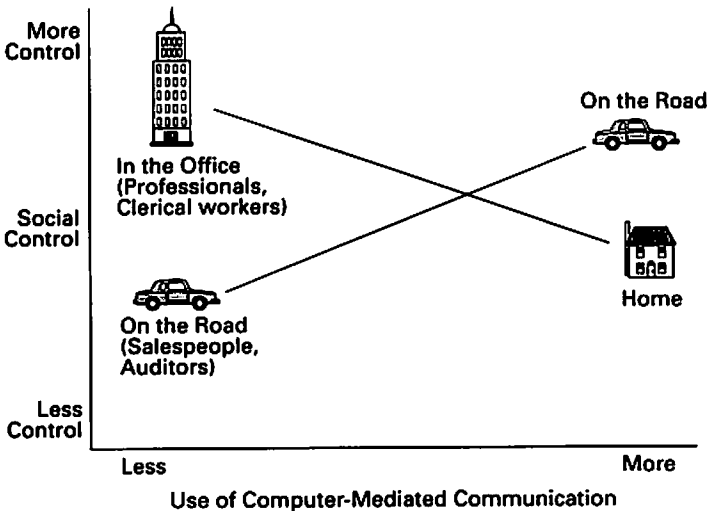 More
Control
On the Road
In the Office
(Professionals,
Clerical workers)
Social
Control
Home
On the Road
(Salespeople,
Auditors)
Less
Control
Less
More
Use of Computer-Mediated Communication